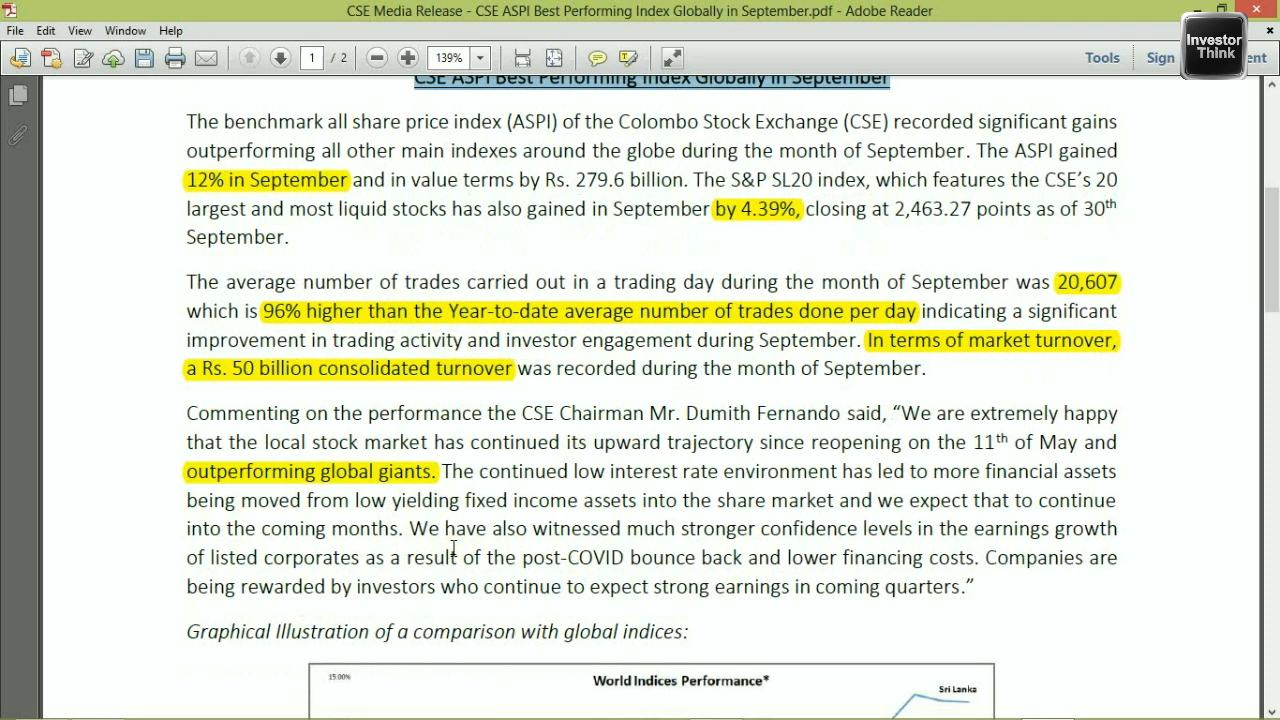 CSE Media Release - CSE ASPI Best Performing Index Globally in September.pdf - Adobe Reader
File Edit View Window Help
1 / 2 139% Tools Sign ent
Investor
Think
CSE ASPI Best Performing Index Globally in September
The benchmark all share price index (ASPI) of the Colombo Stock Exchange (CSE) recorded significant gains
outperforming all other main indexes around the globe during the month of September. The ASPI gained
12% in September and in value terms by Rs. 279.6 billion. The S&P SL20 index, which features the CSE’s 20
largest and most liquid stocks has also gained in September by 4.39%, closing at 2,463.27 points as of 30th
September.
The average number of trades carried out in a trading day during the month of September was 20,607
which is 96% higher than the Year-to-date average number of trades done per day indicating a significant
improvement in trading activity and investor engagement during September. In terms of market turnover,
a Rs. 50 billion consolidated turnover was recorded during the month of September.
Commenting on the performance the CSE Chairman Mr. Dumith Fernando said, “We are extremely happy
that the local stock market has continued its upward trajectory since reopening on the 11th of May and
outperforming global giants. The continued low interest rate environment has led to more financial assets
being moved from low yielding fixed income assets into the share market and we expect that to continue
into the coming months. We have also witnessed much stronger confidence levels in the earnings growth
of listed corporates as a result of the post-COVID bounce back and lower financing costs. Companies are
being rewarded by investors who continue to expect strong earnings in coming quarters.”
Graphical Illustration of a comparison with global indices:
15.00%
World Indices Performance*
Sri Lanka